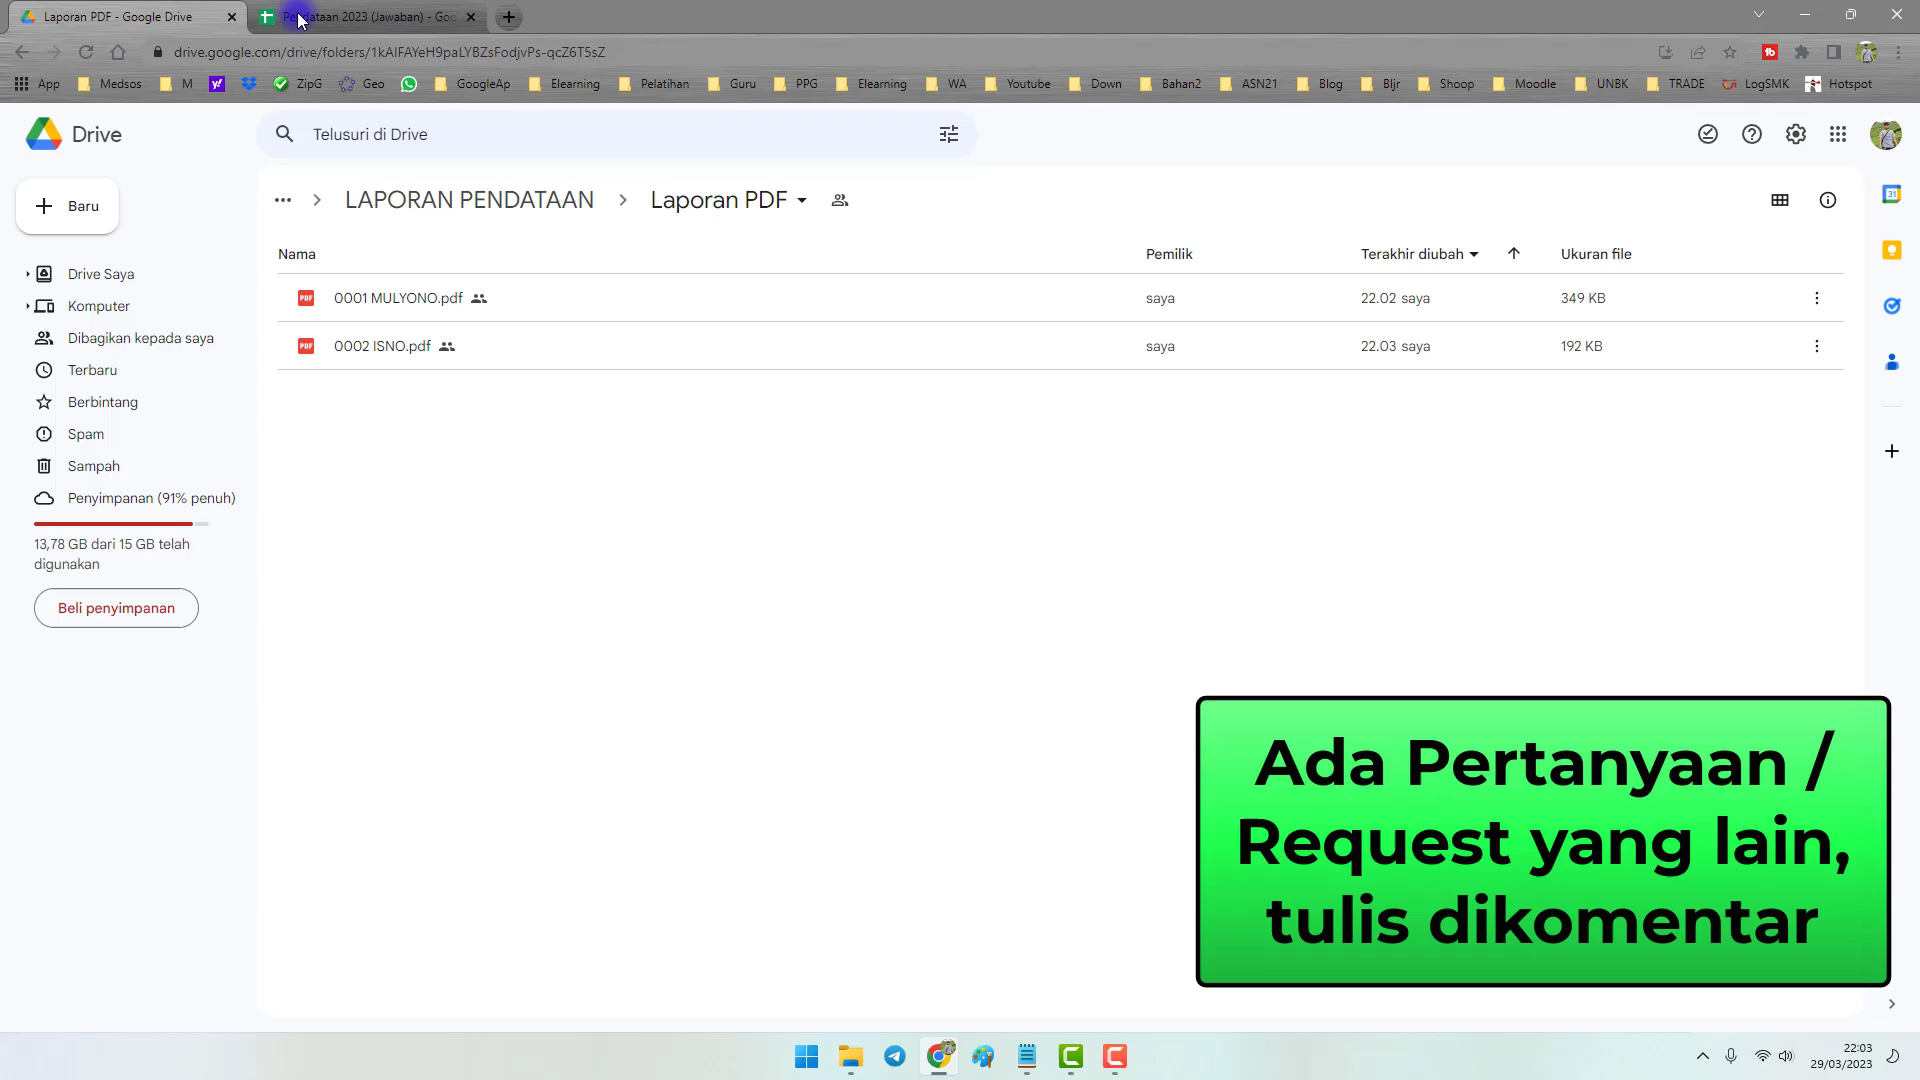 Laporan PDF - Google Drive
Pendataan 2023 (Jawaban) - Goo
drive.google.com/drive/folders/1kAIFAYeH9paLYBZsFodjvPs-qcZ6T5sZ
App Medsos M ZipG Geo GoogleAp Elearning Pelatihan Guru PPG Elearning WA Youtube Down Bahan2 ASN21 Blog Bljr Shoop Moodle UNBK TRADE LogSMK Hotspot
Drive
Telusuri di Drive
Baru
LAPORAN PENDATAAN
Laporan PDF
Nama Pemilik Terakhir diubah Ukuran file
PDF 0001 MULYONO.pdf saya 22.02 saya 349 KB
PDF 0002 ISNO.pdf saya 22.03 saya 192 KB
Drive Saya
Komputer
Dibagikan kepada saya
Terbaru
Berbintang
Spam
Sampah
Penyimpanan (91% penuh)
13,78 GB dari 15 GB telah
digunakan
Beli penyimpanan
31
Ada Pertanyaan /
Request yang lain,
tulis dikomentar
22:03
29/03/2023